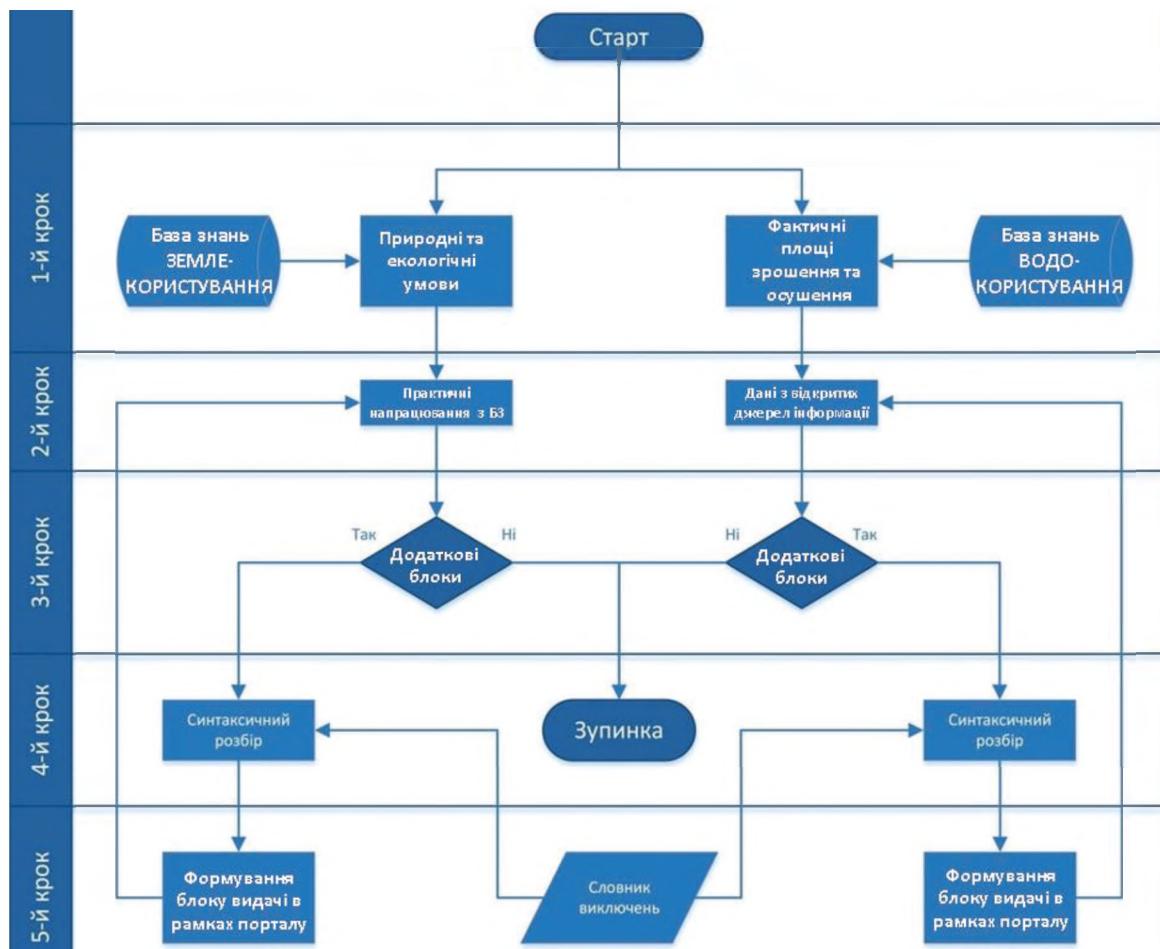 Старт
1-й крок
База знань
ЗЕМЛЕ-
КОРИСТУВАННЯ
Природні та
екологічні
умови
Фактичні
площі
зрошення та
осушення
База знань
ВОДО-
КОРИСТУВАННЯ
2-й крок
Практичні
напрацювання з БЗ
Дані з відкритих
джерел інформації
3-й крок
Так
Ні
Додаткові
блоки
Ні
Так
Додаткові
блоки
4-й крок
Синтаксичний
розбір
Зупинка
Синтаксичний
розбір
5-й крок
Формування
блоку видачі в
рамках порталу
Словник
виключень
Формування
блоку видачі в
рамках порталу